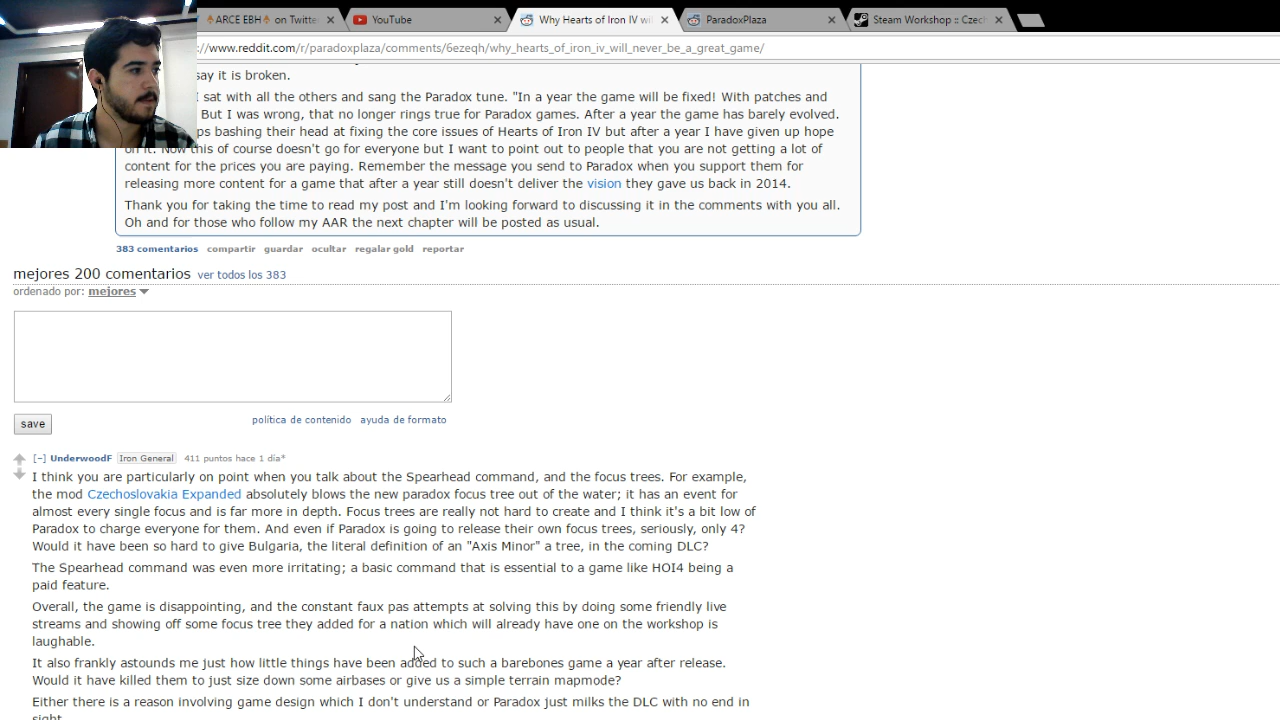 ARCE EBH on Twitte
YouTube
Why Hearts of Iron IV wi
ParadoxPlaza
Steam Workshop :: Czech
://www.reddit.com/r/paradoxplaza/comments/6ezeqh/why_hearts_of_iron_iv_will_never_be_a_great_game/
say it is broken.
I sat with all the others and sang the Paradox tune. "In a year the game will be fixed! With patches and
But I was wrong, that no longer rings true for Paradox games. After a year the game has barely evolved.
ps bashing their head at fixing the core issues of Hearts of Iron IV but after a year I have given up hope
on it. Now this of course doesn't go for everyone but I want to point out to people that you are not getting a lot of
content for the prices you are paying. Remember the message you send to Paradox when you support them for
releasing more content for a game that after a year still doesn't deliver the vision they gave us back in 2014.
Thank you for taking the time to read my post and I'm looking forward to discussing it in the comments with you all.
Oh and for those who follow my AAR the next chapter will be posted as usual.
383 comentarios compartir guardar ocultar regalar gold reportar
mejores 200 comentarios ver todos los 383
ordenado por: mejores
save
política de contenido ayuda de formato
[–] UnderwoodF Iron General 411 puntos hace 1 día*
I think you are particularly on point when you talk about the Spearhead command, and the focus trees. For example,
the mod Czechoslovakia Expanded absolutely blows the new paradox focus tree out of the water; it has an event for
almost every single focus and is far more in depth. Focus trees are really not hard to create and I think it's a bit low of
Paradox to charge everyone for them. And even if Paradox is going to release their own focus trees, seriously, only 4?
Would it have been so hard to give Bulgaria, the literal definition of an "Axis Minor" a tree, in the coming DLC?
The Spearhead command was even more irritating; a basic command that is essential to a game like HOI4 being a
paid feature.
Overall, the game is disappointing, and the constant faux pas attempts at solving this by doing some friendly live
streams and showing off some focus tree they added for a nation which will already have one on the workshop is
laughable.
It also frankly astounds me just how little things have been added to such a barebones game a year after release.
Would it have killed them to just size down some airbases or give us a simple terrain mapmode?
Either there is a reason involving game design which I don't understand or Paradox just milks the DLC with no end in
sight.